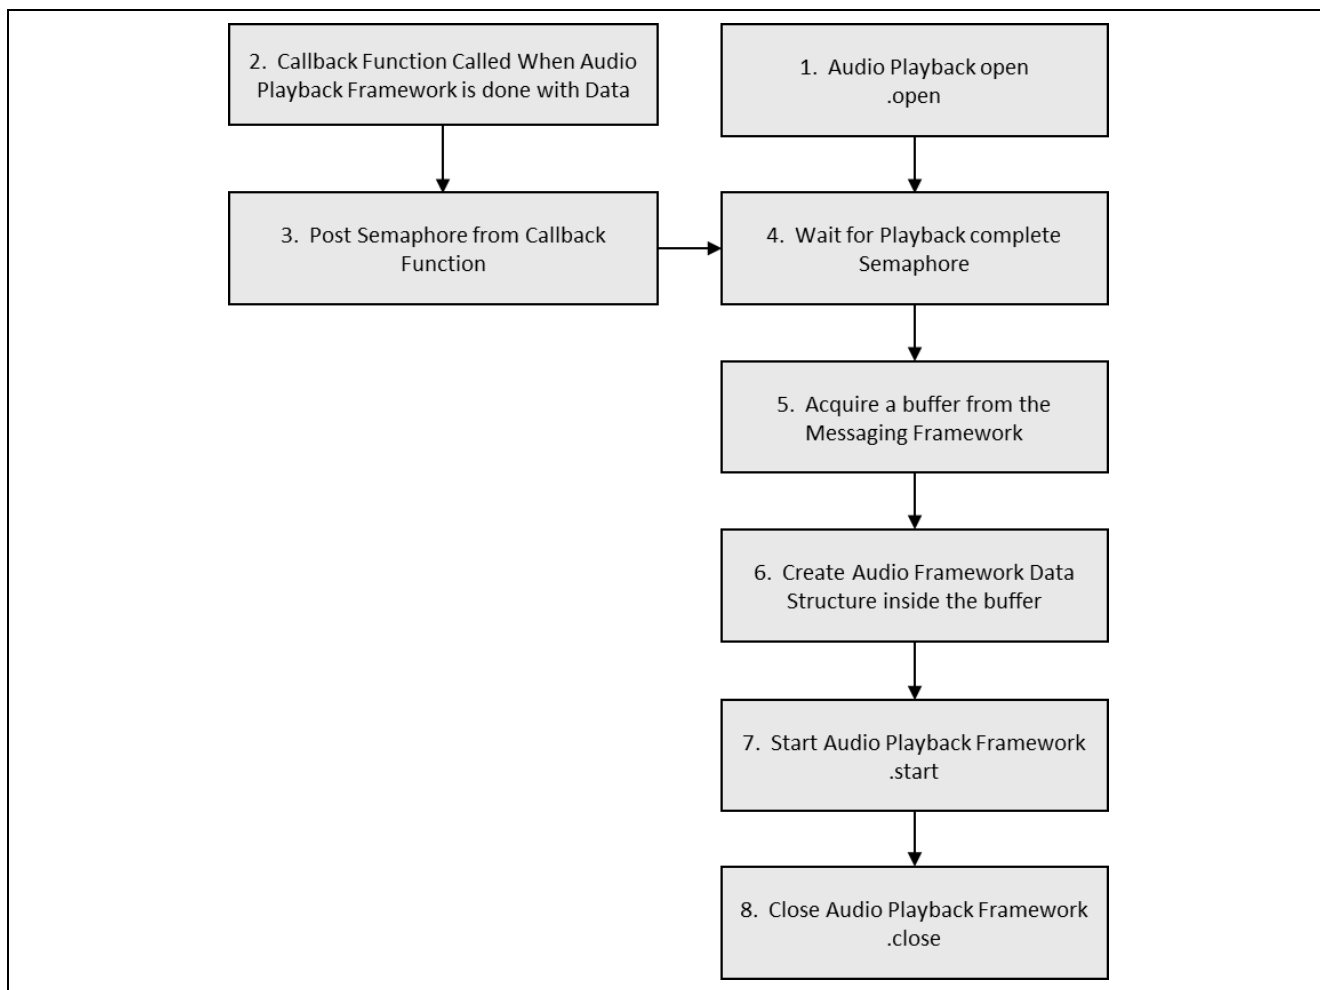 2. Callback Function Called When Audio
Playback Framework is done with Data
1. Audio Playback open
.open
3. Post Semaphore from Callback
Function
4. Wait for Playback complete
Semaphore
5. Acquire a buffer from the
Messaging Framework
6. Create Audio Framework Data
Structure inside the buffer
7. Start Audio Playback Framework
.start
8. Close Audio Playback Framework
.close